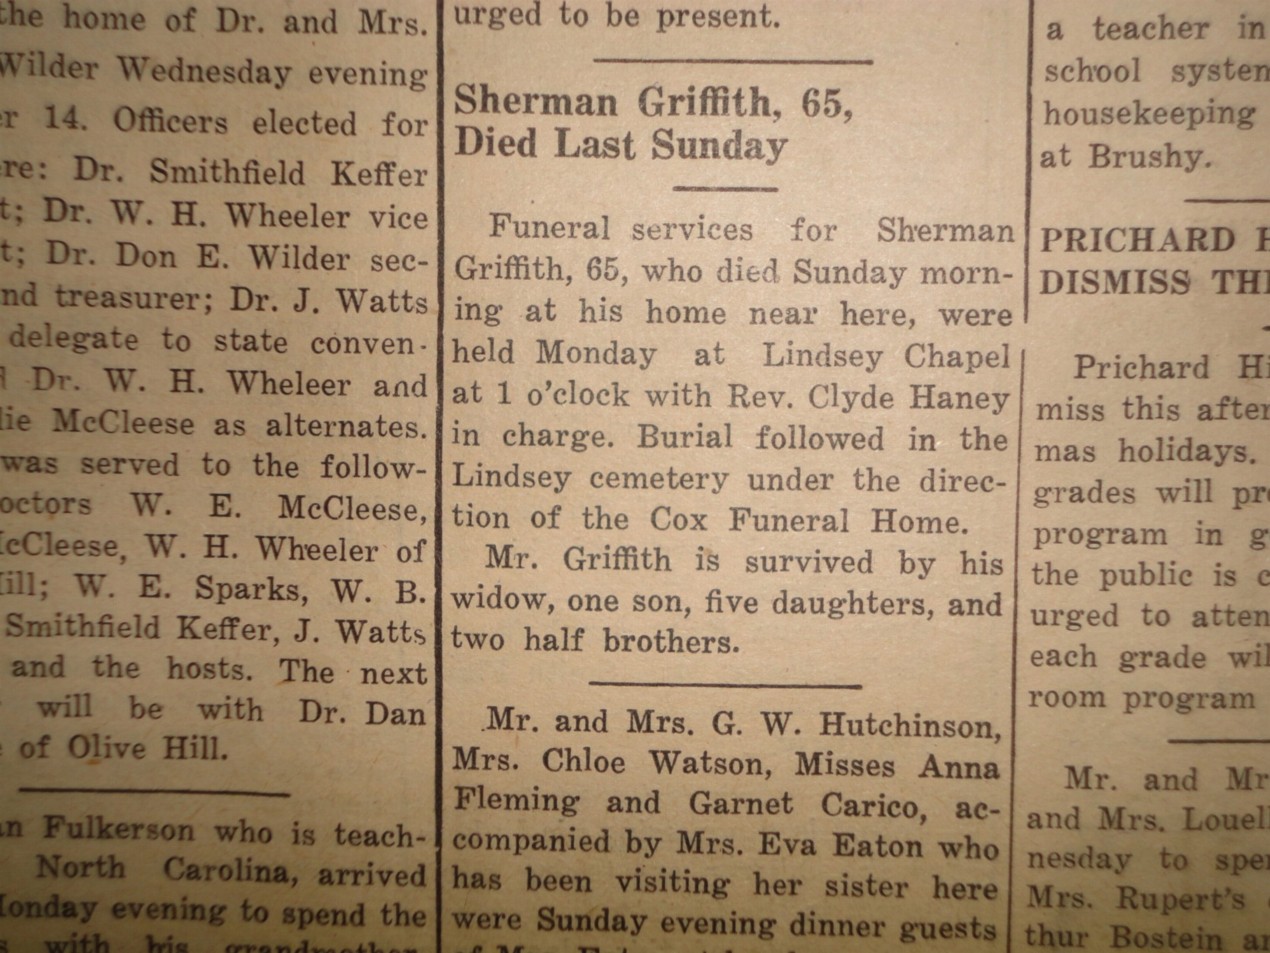 the home of Dr. and Mrs.
Wilder Wednesday evening
14. Officers elected for
Dr. Smithfield Keffer
Dr. W. H. Wheeler vice
Dr. Don E. Wilder sec-
nd treasurer; Dr. J. Watts
delegate to state conven-
Dr. W. H. Wheleer and
lie McCleese as alternates.
was served to the follow-
octors W. E. McCleese,
McCleese, W. H. Wheeler of
ill; W. E. Sparks, W. B.
Smithfield Keffer, J. Watts
and the hosts. The next
will be with Dr. Dan
of Olive Hill.
an Fulkerson who is teach-
North Carolina, arrived
Monday evening to spend the
with his grandmother
urged to be present.
Sherman Griffith, 65,
Died Last Sunday
Funeral services for Sherman
Griffith, 65, who died Sunday morn-
ing at his home near here, were
held Monday at Lindsey Chapel
at 1 o'clock with Rev. Clyde Haney
in charge. Burial followed in the
Lindsey cemetery under the direc-
tion of the Cox Funeral Home.
Mr. Griffith is survived by his
widow, one son, five daughters, and
two half brothers.
Mr. and Mrs. G. W. Hutchinson,
Mrs. Chloe Watson, Misses Anna
Fleming and Garnet Carico, ac-
companied by Mrs. Eva Eaton who
has been visiting her sister here
were Sunday evening dinner guests
a teacher in
school system
housekeeping
at Brushy.
PRICHARD H
DISMISS TH
Prichard Hi
miss this after
mas holidays.
grades will pr
program in g
the public is c
urged to atten
each grade wil
room program
Mr. and Mr
and Mrs. Louell
nesday to spe
Mrs. Rupert's
thur Bostein an